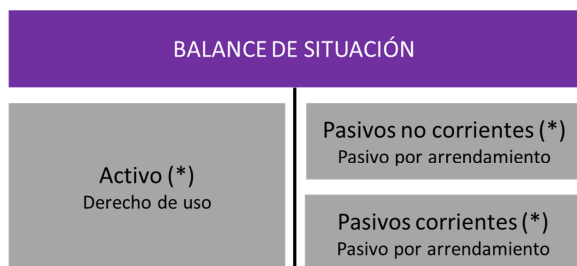 BALANCE DE SITUACIÓN
Activo (*)
Derecho de uso
Pasivos no corrientes (*)
Pasivo por arrendamiento
Pasivos corrientes (*)
Pasivo por arrendamiento